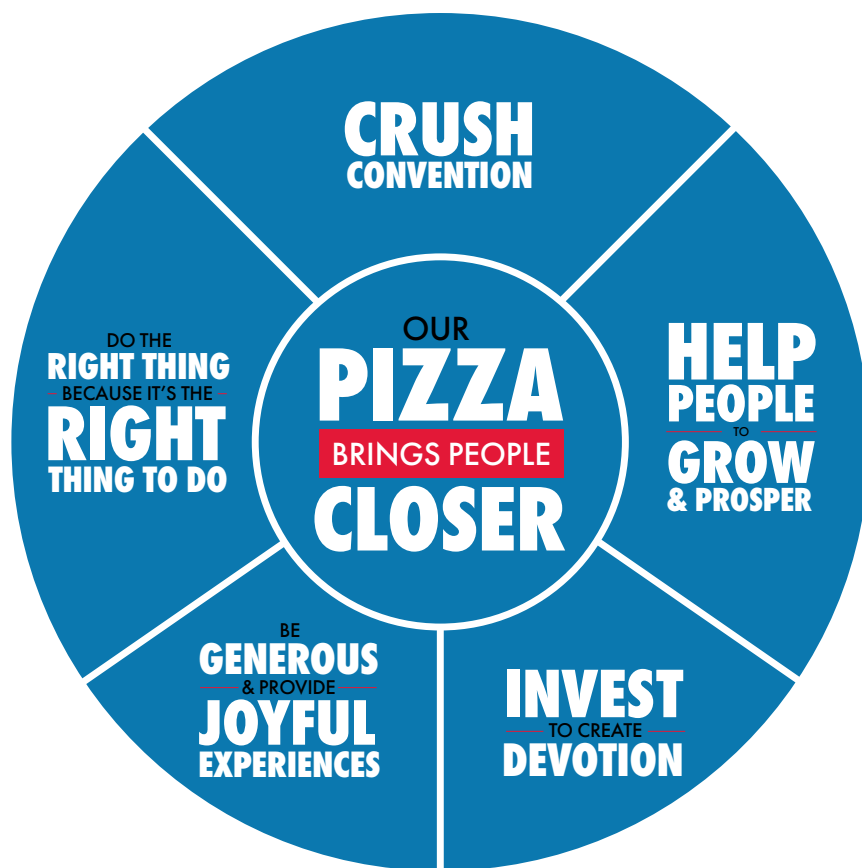 CRUSH
CONVENTION
DO THE
RIGHT THING
BECAUSE IT'S THE
RIGHT
THING TO DO
OUR
PIZZA
BRINGS PEOPLE
CLOSER
HELP
PEOPLE
TO
GROW
& PROSPER
BE
GENEROUS
& PROVIDE
JOYFUL
EXPERIENCES
INVEST
TO CREATE
DEVOTION